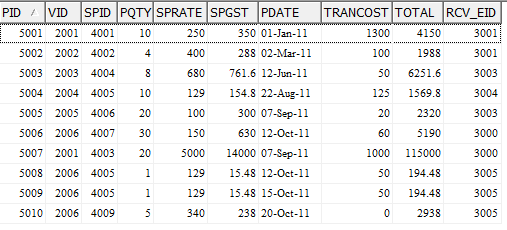 PID VID SPID PQTY SPRATE SPGST PDATE TRANCOST TOTAL RCV_EID
5001 2001 4001 10 250 350 01-Jan-11 1300 4150 3001
5002 2002 4002 4 400 288 02-Mar-11 100 1988 3001
5003 2003 4004 8 680 761.6 12-Jun-11 50 6251.6 3003
5004 2004 4005 10 129 154.8 22-Aug-11 125 1569.8 3004
5005 2005 4006 20 100 300 07-Sep-11 20 2320 3003
5006 2006 4007 30 150 630 12-Oct-11 60 5190 3000
5007 2001 4003 20 5000 14000 07-Sep-11 1000 115000 3000
5008 2006 4005 1 129 15.48 12-Oct-11 50 194.48 3005
5009 2006 4005 1 129 15.48 15-Oct-11 50 194.48 3005
5010 2006 4009 5 340 238 20-Oct-11 0 2938 3005